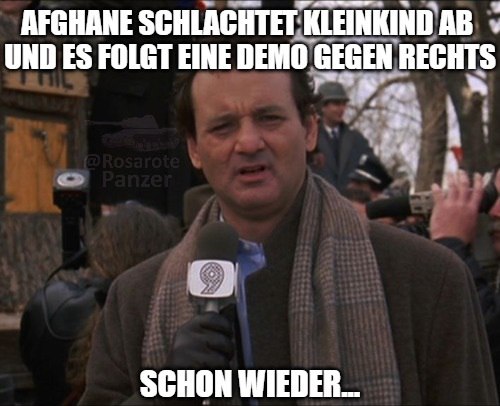 AFGHANE SCHLACHTET KLEINKIND AB
UND ES FOLGT EINE DEMO GEGEN RECHTS
@Rosarote
Panzer
9
SCHON WIEDER...